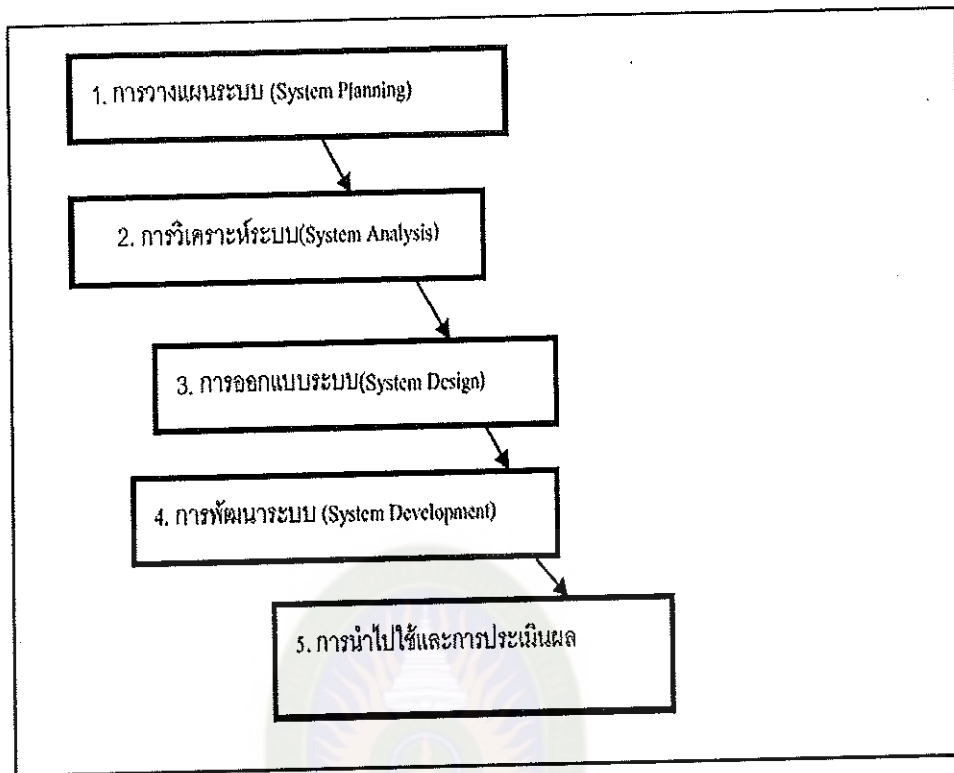 1. การวางแผนระบบ (System Planning)
2. การวิเคราะห์ระบบ(System Analysis)
3. การออกแบบระบบ(System Design)
4. การพัฒนาระบบ (System Development)
5. การนำไปใช้และการประเมินผล